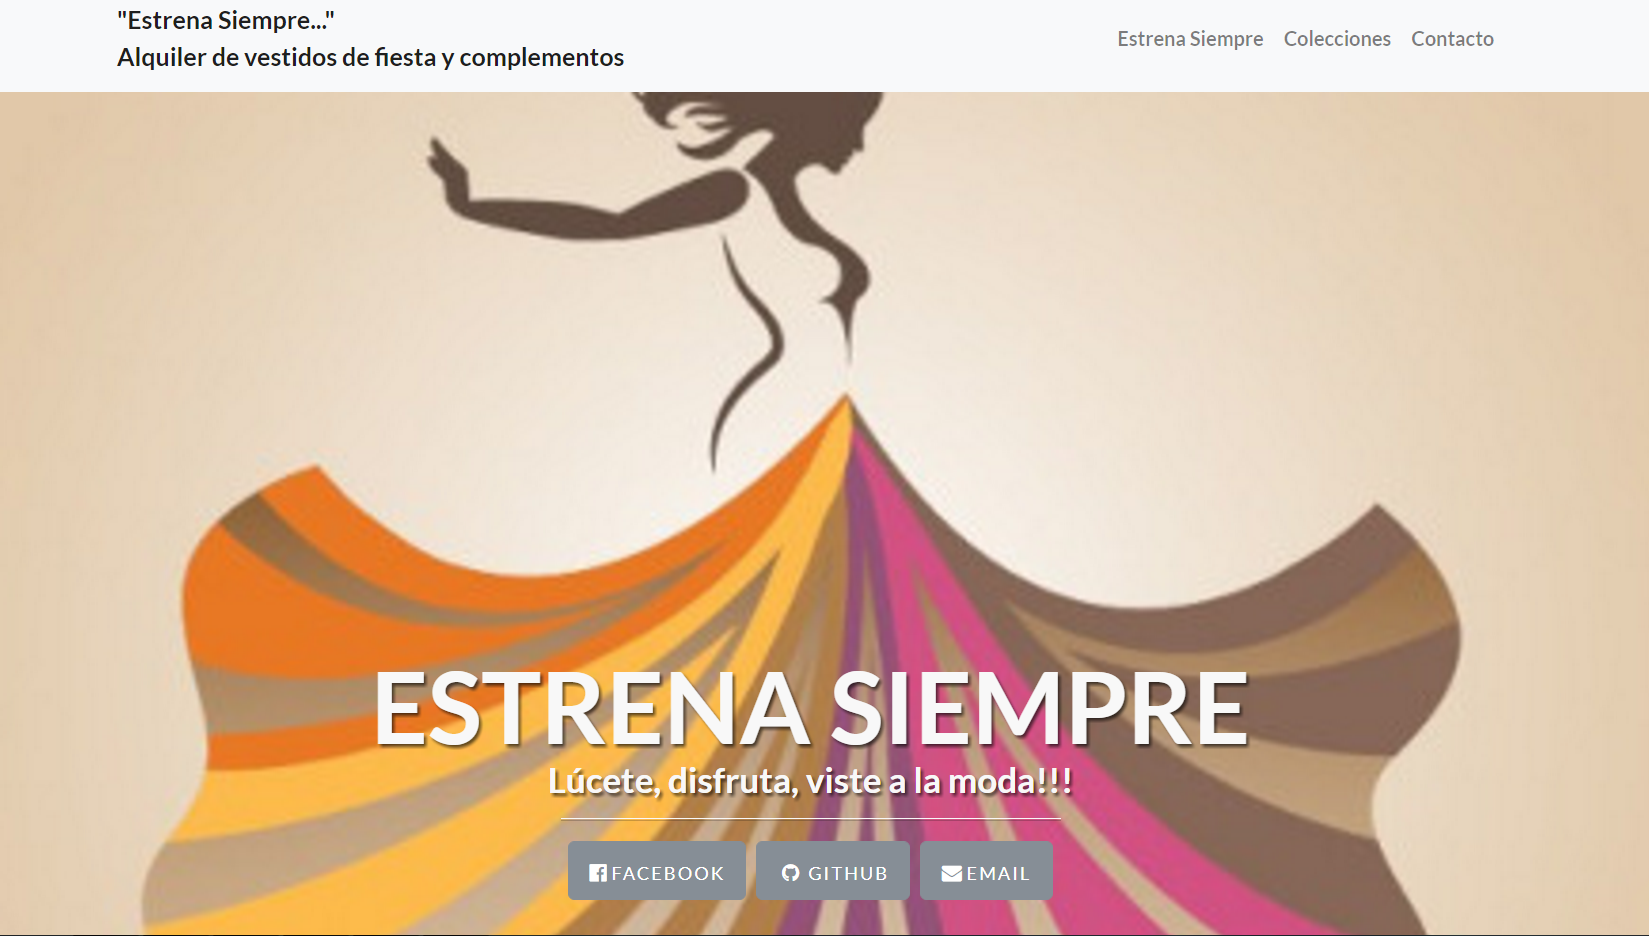 "Estrena Siempre..."
Alquiler de vestidos de fiesta y complementos
Estrena Siempre Colecciones Contacto
ESTRENA SIEMPRE
Lúcete, disfruta, viste a la moda!!!
FACEBOOK GITHUB EMAIL